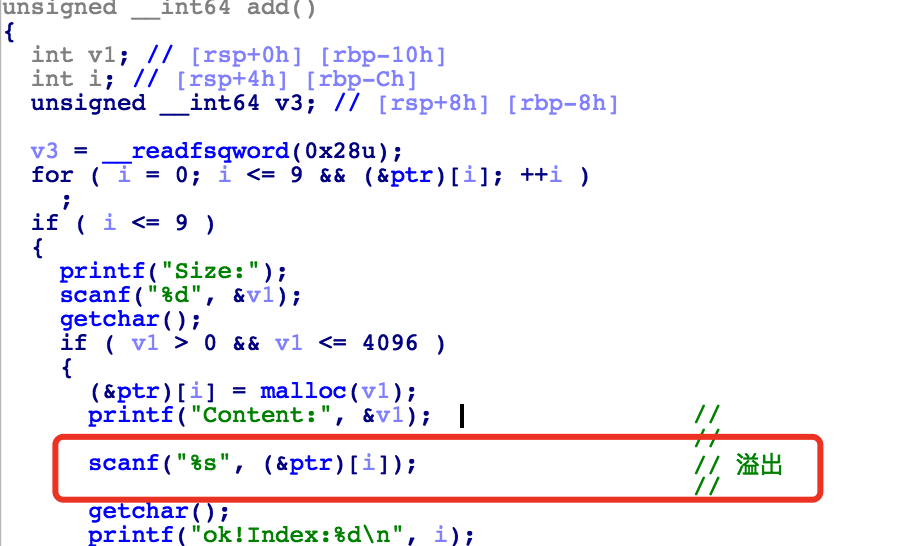 unsigned __int64 add()
{
int v1; // [rsp+0h] [rbp-10h]
int i; // [rsp+4h] [rbp-Ch]
unsigned __int64 v3; // [rsp+8h] [rbp-8h]
v3 = __readfsqword(0x28u);
for ( i = 0; i <= 9 && (&ptr)[i]; ++i )
;
if ( i <= 9 )
{
printf("Size:");
scanf("%d", &v1);
getchar();
if ( v1 > 0 && v1 <= 4096 )
{
(&ptr)[i] = malloc(v1);
printf("Content:", &v1); //
//
scanf("%s", (&ptr)[i]); // 溢出
//
getchar();
printf("ok!Index:%d\n", i);